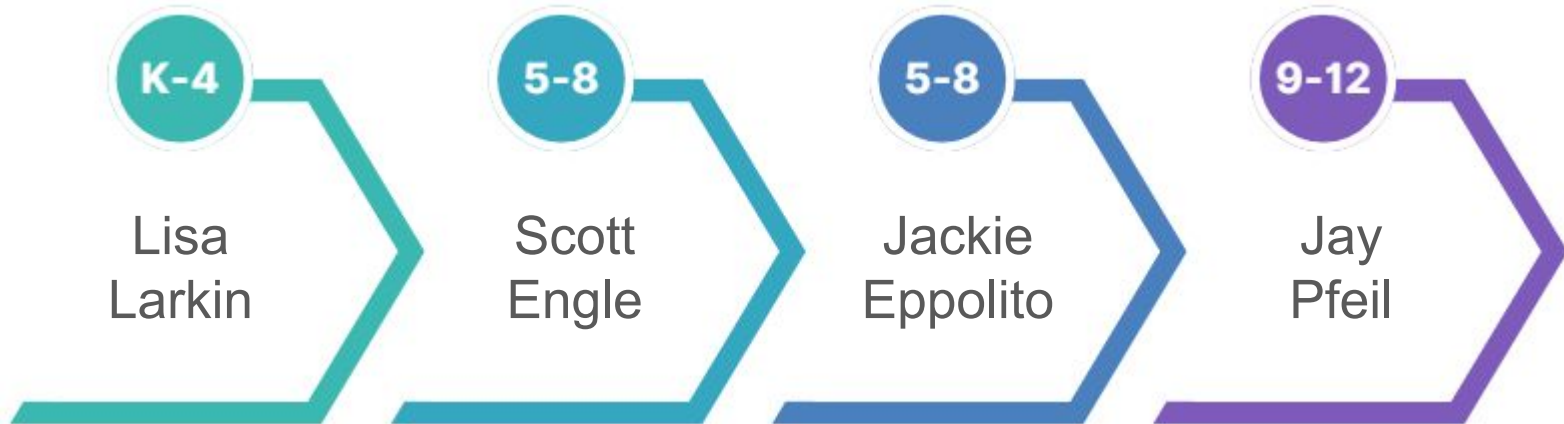 K-4
Lisa
Larkin
5-8
Scott
Engle
5-8
Jackie
Eppolito
9-12
Jay
Pfeil